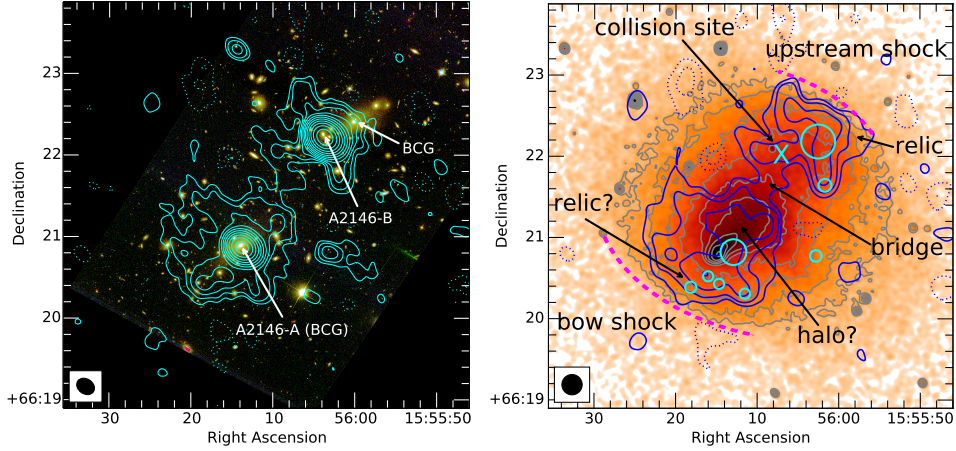 23
22
21
20
+66:19
Declination
30
20
10
56:00
15:55:50
Right Ascension
BCG
A2146-B
A2146-A (BCG)
collision site
upstream shock
relic
relic?
bridge
bow shock
halo?
X
23
22
21
20
+66:19
Declination
30
20
10
56:00
15:55:50
Right Ascension